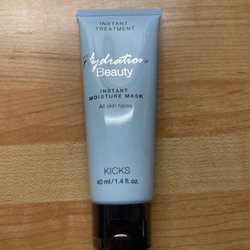 INSTANT
TREATMENT
Hydration
Beauty
INSTANT
MOISTURE MASK
All skin types
KICKS
40 ml / 1.4 fl. oz.